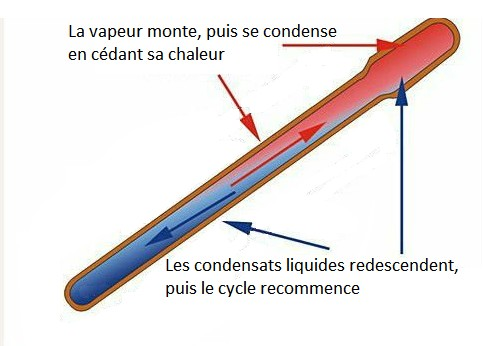 La vapeur monte, puis se condense
en cédant sa chaleur
Les condensats liquides redescendent,
puis le cycle recommence